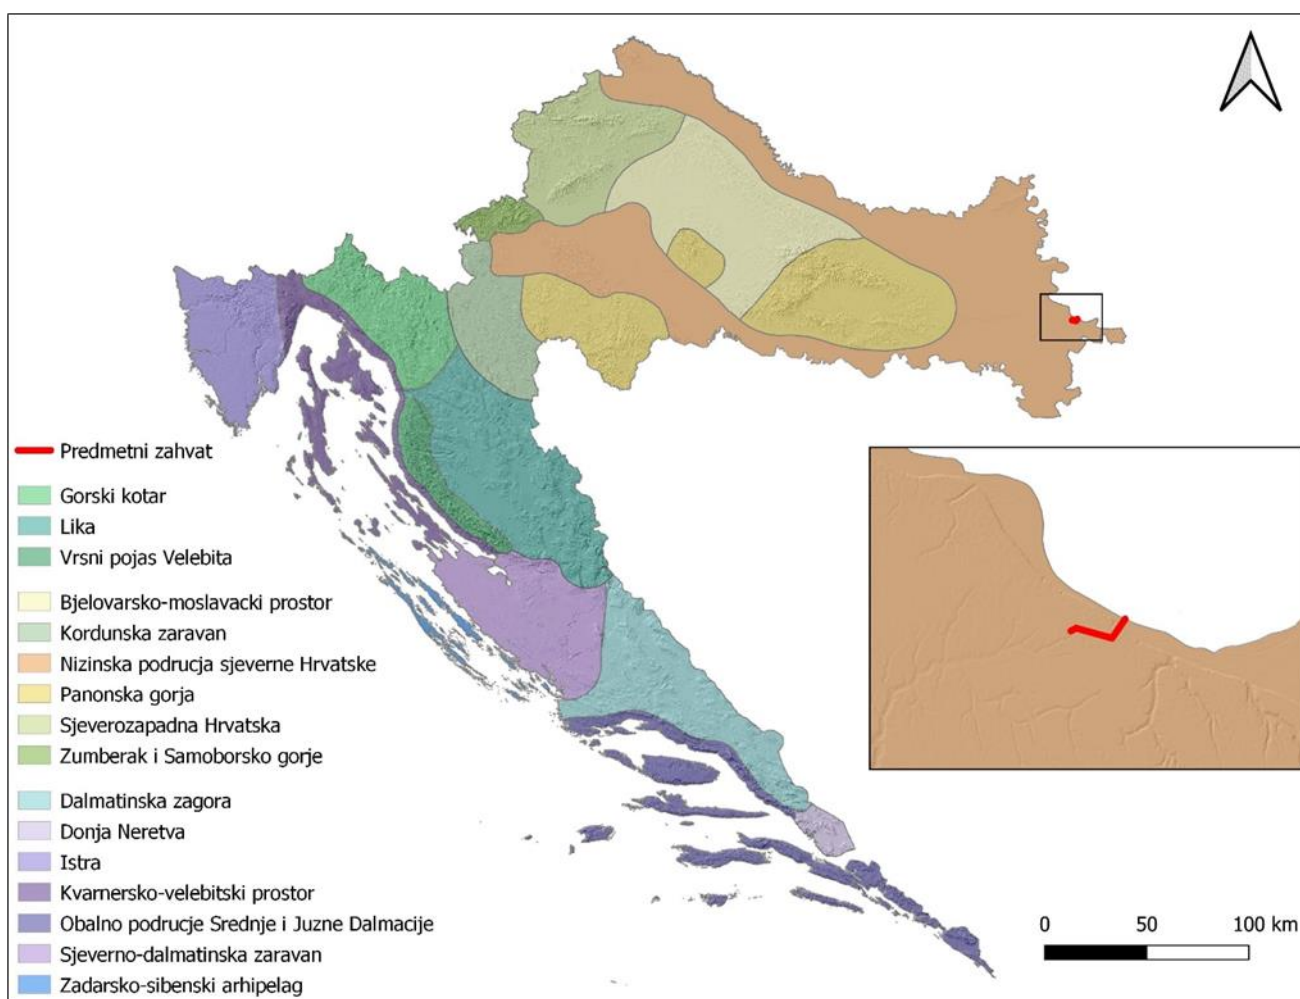 Predmetni zahvat
Gorski kotar
Lika
Vrsni pojas Velebita
Bjelovarsko-moslavacki prostor
Kordunska zaravan
Nizinska podrucja sjeverne Hrvatske
Panonska gorja
Sjeverozapadna Hrvatska
Zumberak i Samoborsko gorje
Dalmatinska zagora
Donja Neretva
Istra
Kvarnersko-velebitski prostor
Obalno podrucje Srednje i Juzne Dalmacije
Sjeverno-dalmatinska zaravan
Zadarsko-sibenski arhipelag
0 50 100 km